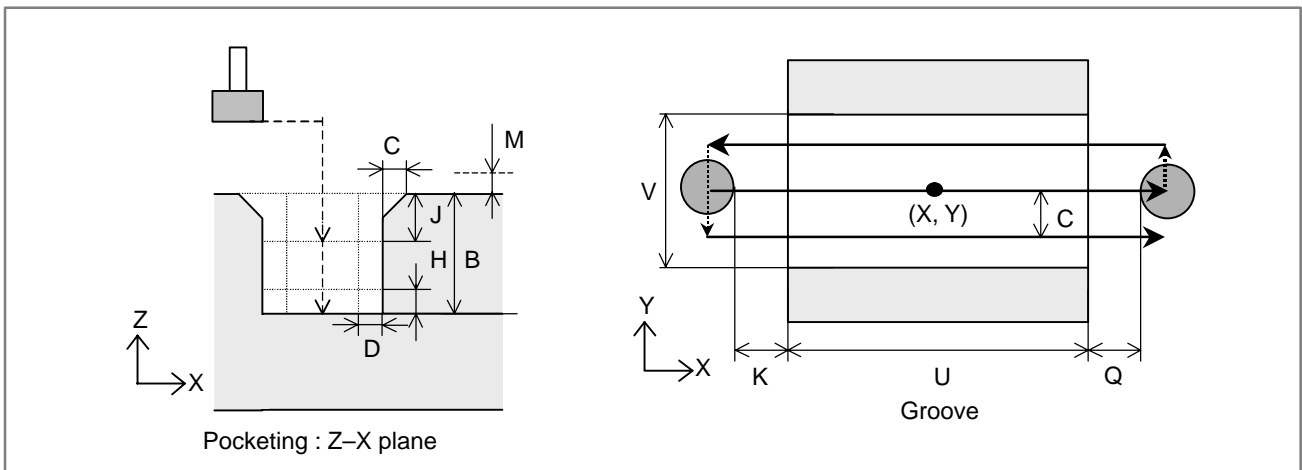 M
C
J
H
B
D
Z
X
Pocketing : Z–X plane
V
(X, Y)
C
Y
X
K
U
Q
Groove